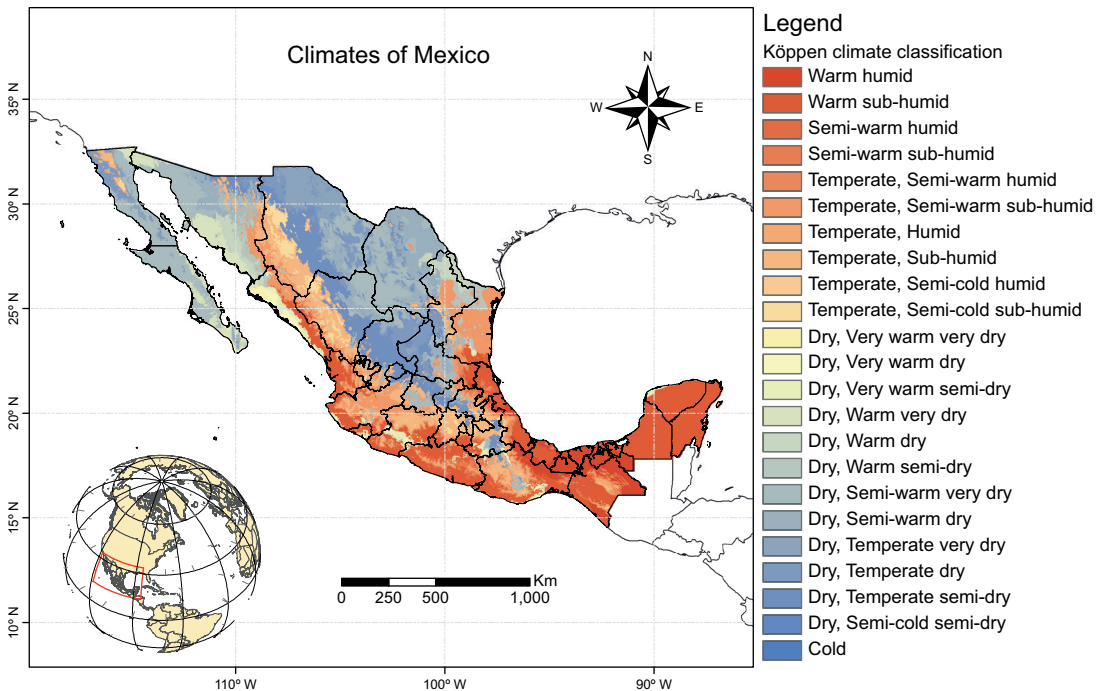 Climates of Mexico
N
W
E
S
35° N
30° N
25° N
20° N
15° N
10° N
110° W
100° W
90° W
Km
0
250
500
1,000
Legend
Köppen climate classification
Warm humid
Warm sub-humid
Semi-warm humid
Semi-warm sub-humid
Temperate, Semi-warm humid
Temperate, Semi-warm sub-humid
Temperate, Humid
Temperate, Sub-humid
Temperate, Semi-cold humid
Temperate, Semi-cold sub-humid
Dry, Very warm very dry
Dry, Very warm dry
Dry, Very warm semi-dry
Dry, Warm very dry
Dry, Warm dry
Dry, Warm semi-dry
Dry, Semi-warm very dry
Dry, Semi-warm dry
Dry, Temperate very dry
Dry, Temperate dry
Dry, Temperate semi-dry
Dry, Semi-cold semi-dry
Cold